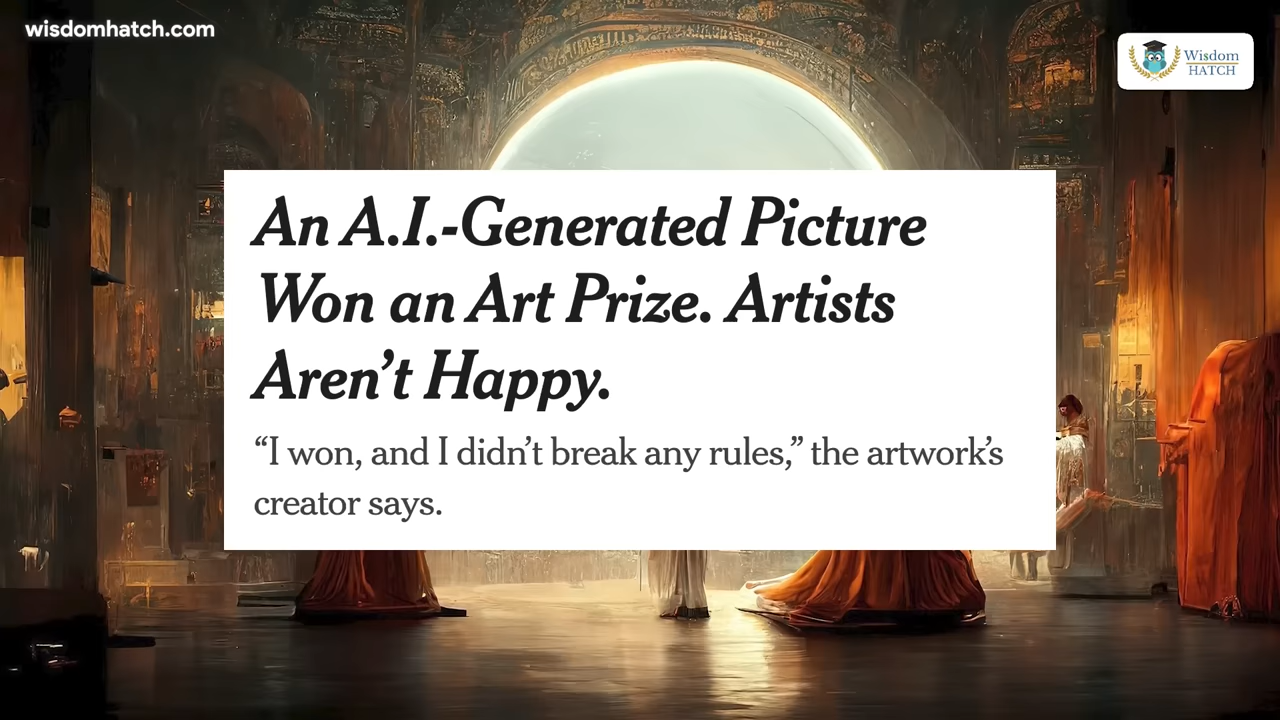 wisdomhatch.com
Wisdom
HATCH
An A.I.-Generated Picture
Won an Art Prize. Artists
Aren’t Happy.
“I won, and I didn’t break any rules,” the artwork’s
creator says.